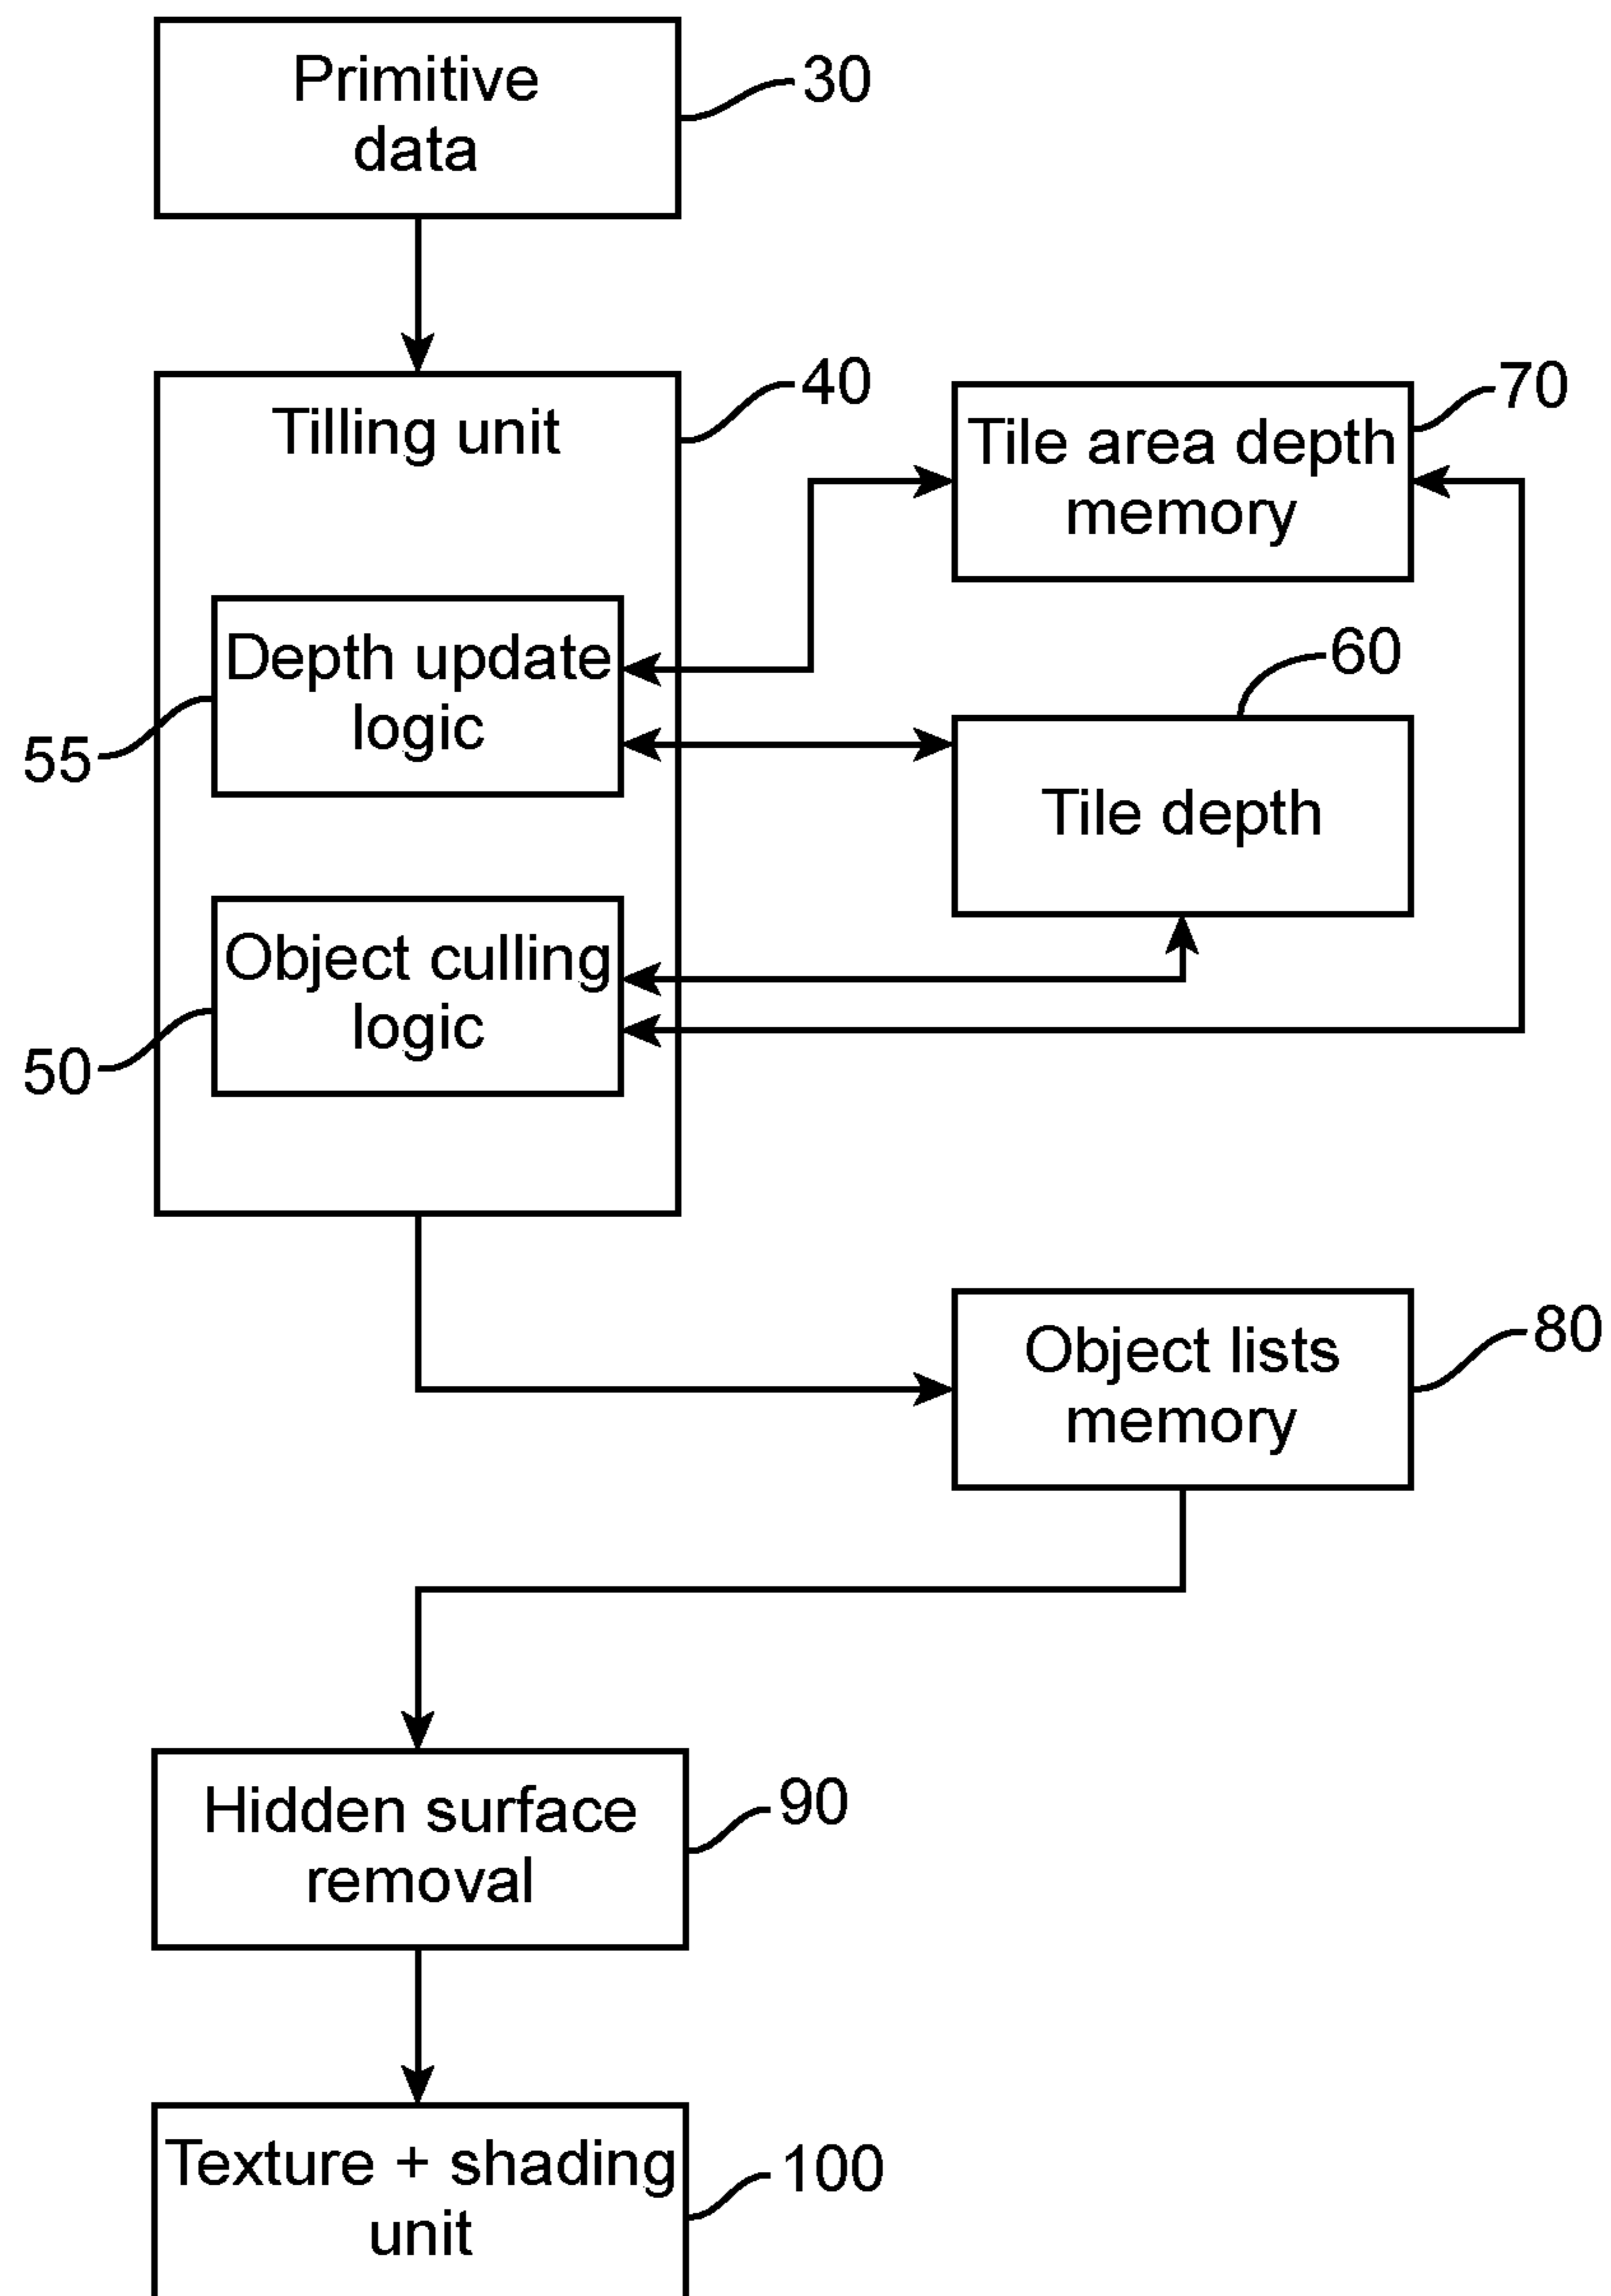 Primitive
data
30
Tilling unit
40
Tile area depth
memory
70
Depth update
logic
55
60
Tile depth
Object culling
logic
50
Object lists
memory
80
Hidden surface
removal
90
Texture + shading
unit
100